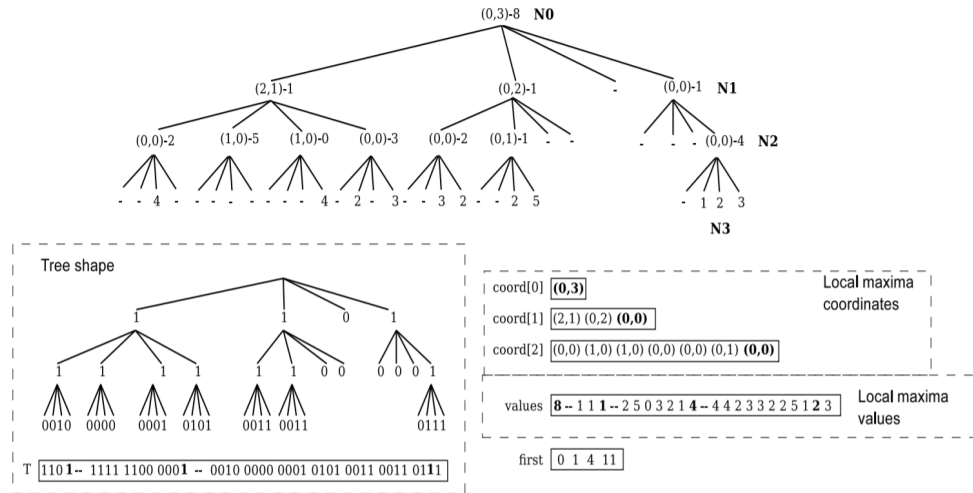 (0,3)-8 N0
(2,1)-1 (0,2)-1 - (0,0)-1 N1
(0,0)-2 (1,0)-5 (1,0)-0 (0,0)-3 (0,0)-2 (0,1)-1 - - - - - (0,0)-4 N2
- - 4 - - - - - - - - 4 - 2 - 3 - - 3 2 - - 2 5 - 1 2 3
N3
Tree shape
1 1 0 1
1 1 1 1 1 1 0 0 0 0 0 1
0010 0000 0001 0101 0011 0011 0111
T 110 1-- 1111 1100 0001 -- 0010 0000 0001 0101 0011 0011 0111
coord[0] (0,3)
coord[1] (2,1) (0,2) (0,0)
coord[2] (0,0) (1,0) (1,0) (0,0) (0,0) (0,1) (0,0)
Local maxima
coordinates
values 8 -- 1 1 1 -- 2 5 0 3 2 1 4 -- 4 4 2 3 3 2 2 5 1 2 3
Local maxima
values
first 0 1 4 11